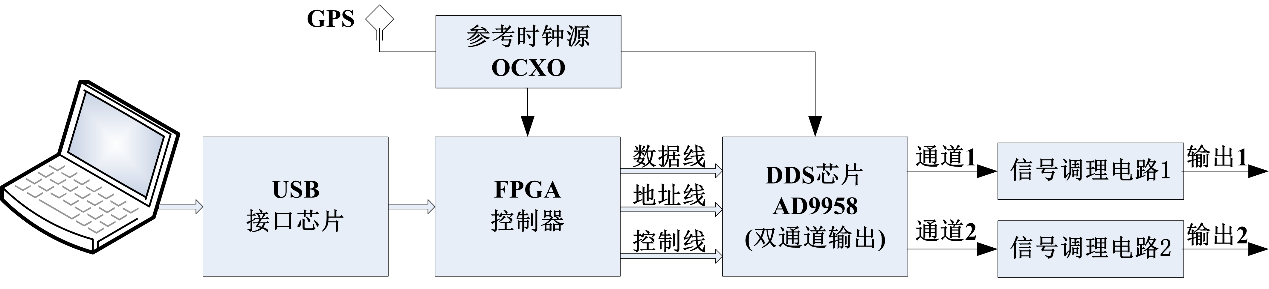 GPS
参考时钟源
OCXO
USB
接口芯片
FPGA
控制器
数据线
地址线
控制线
DDS芯片
AD9958
(双通道输出)
通道1
信号调理电路1
输出1
通道2
信号调理电路2
输出2